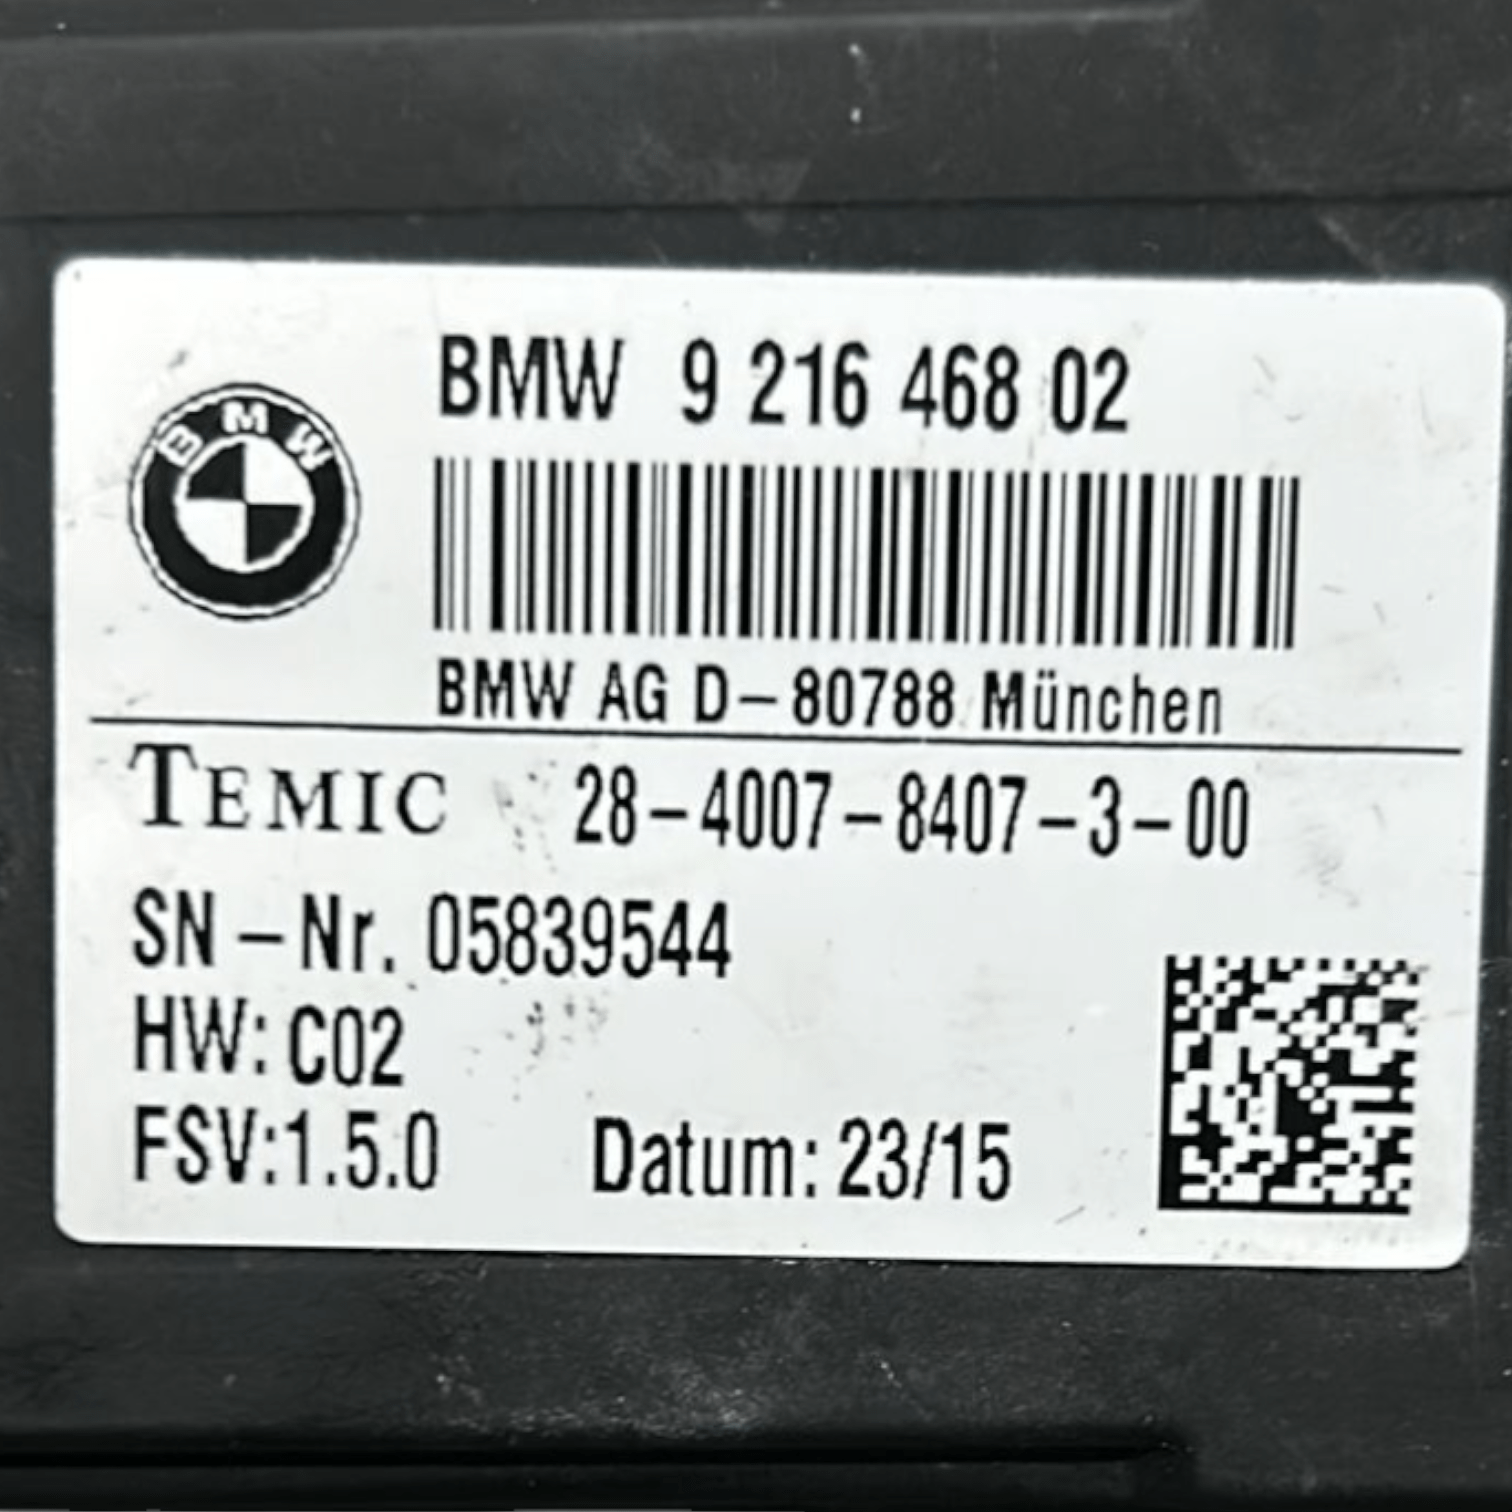 BMW
BMW 9 216 468 02
BMW AG D-80788 München
TEMIC 28-4007-8407-3-00
SN-Nr. 05839544
HW: C02
FSV:1.5.0 Datum: 23/15